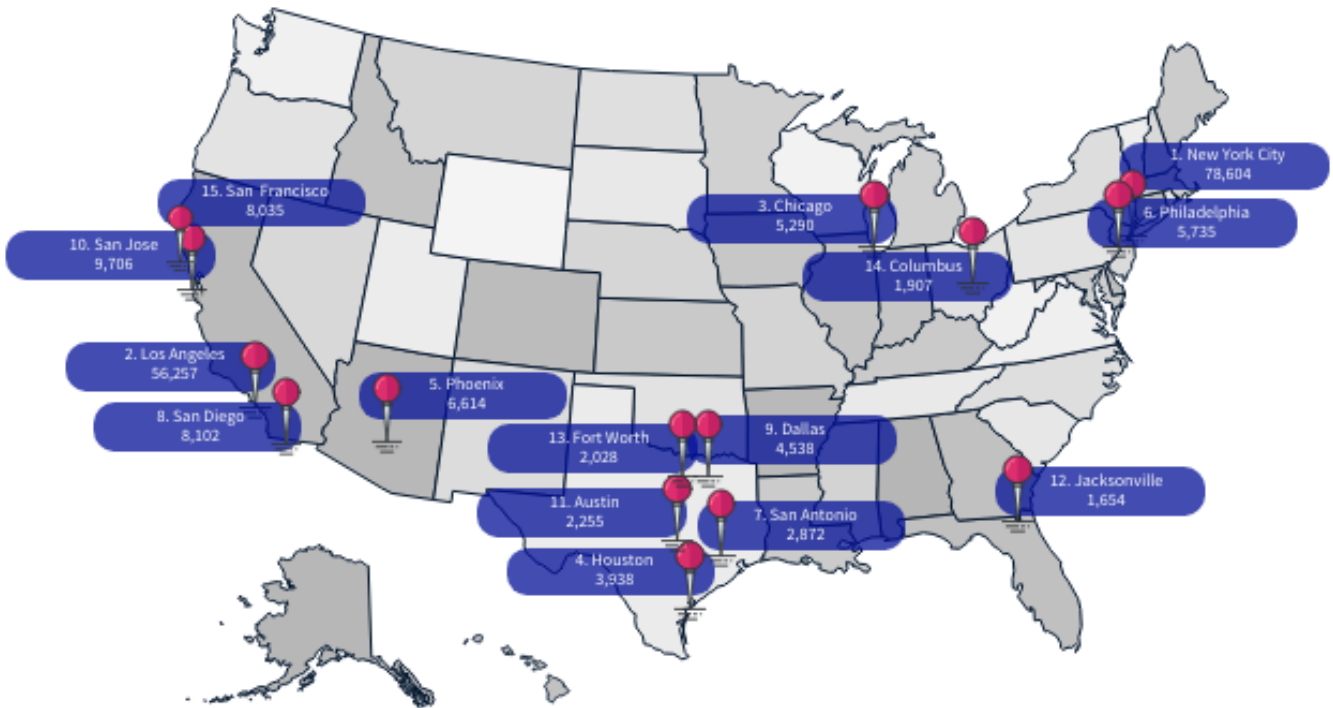 1. New York City
78,604
15. San Francisco
8,035
3. Chicago
5,290
6. Philadelphia
5,735
10. San Jose
9,706
14. Columbus
1,907
2. Los Angeles
56,257
5. Phoenix
6,614
8. San Diego
8,102
13. Fort Worth
2,028
9. Dallas
4,538
12. Jacksonville
1,654
11. Austin
2,255
7. San Antonio
2,872
4. Houston
3,938